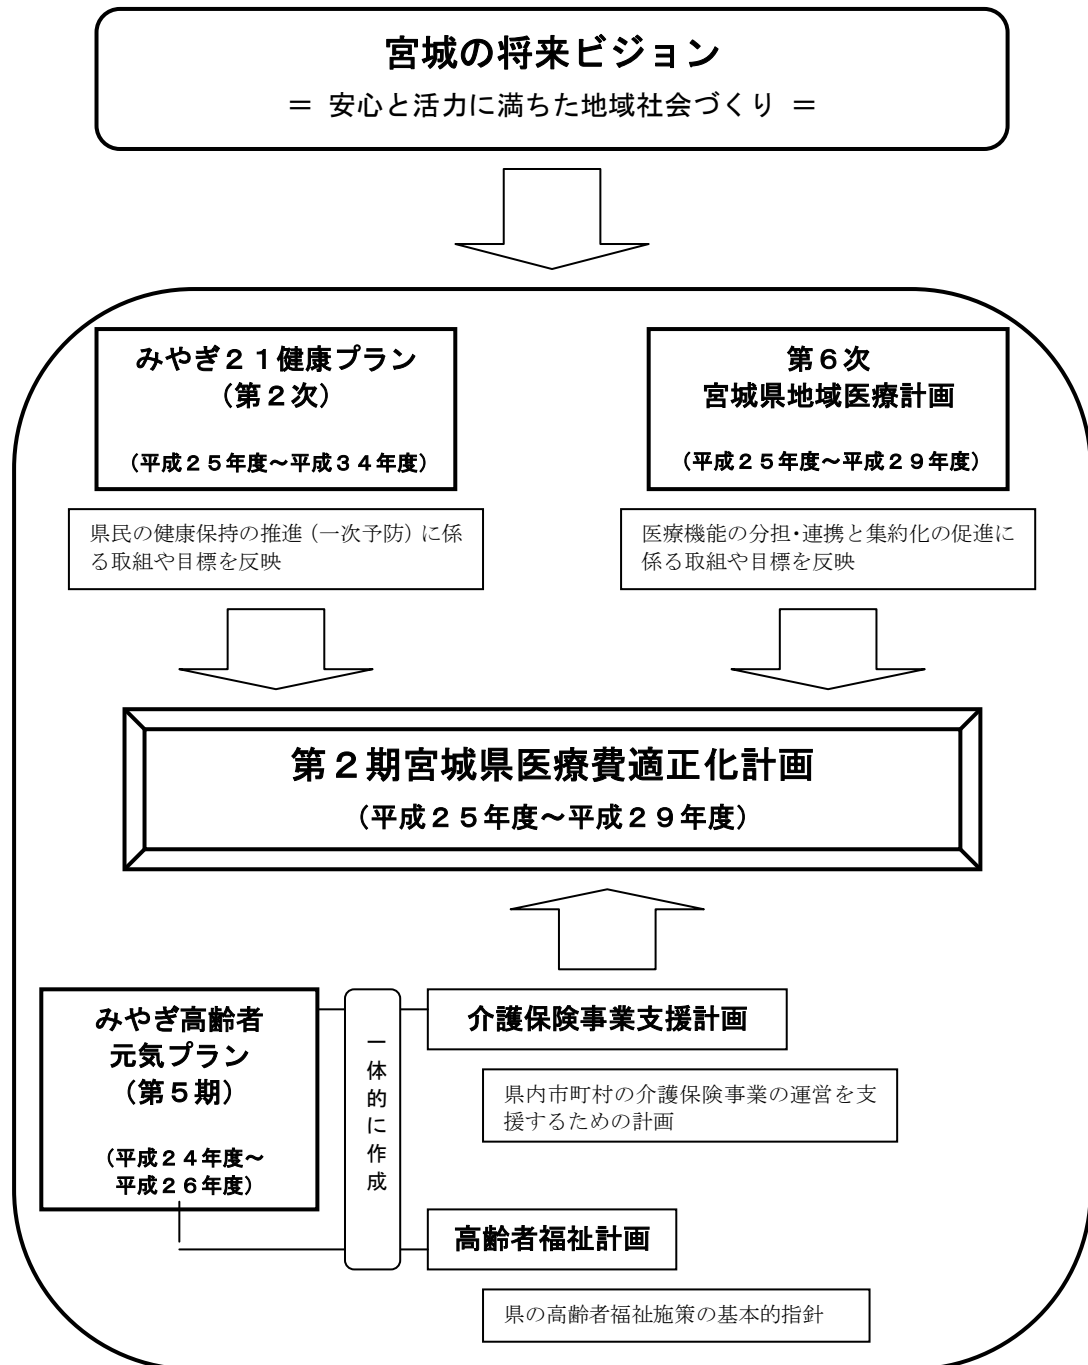 宮城の将来ビジョン
＝ 安心と活力に満ちた地域社会づくり ＝
みやぎ２１健康プラン
（第２次）
（平成２５年度～平成３４年度）
第６次
宮城県地域医療計画
（平成２５年度～平成２９年度）
県民の健康保持の推進（一次予防）に係
る取組や目標を反映
医療機能の分担・連携と集約化の促進に
係る取組や目標を反映
第２期宮城県医療費適正化計画
（平成２５年度～平成２９年度）
みやぎ高齢者
元気プラン
（第５期）
（平成２４年度～
平成２６年度）
一体的に作成
介護保険事業支援計画
県内市町村の介護保険事業の運営を支
援するための計画
高齢者福祉計画
県の高齢者福祉施策の基本的指針